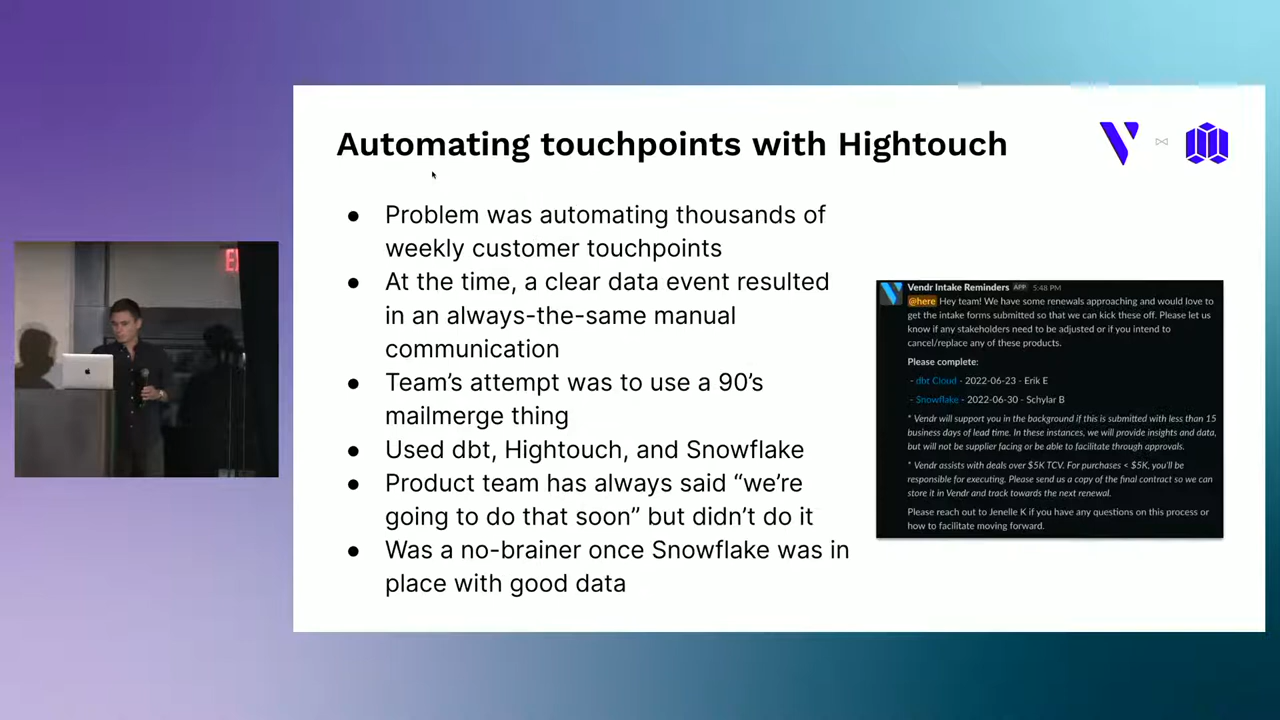 Automating touchpoints with Hightouch
● Problem was automating thousands of
weekly customer touchpoints
● At the time, a clear data event resulted
in an always-the-same manual
communication
● Team’s attempt was to use a 90’s
mailmerge thing
● Used dbt, Hightouch, and Snowflake
● Product team has always said “we’re
going to do that soon” but didn’t do it
● Was a no-brainer once Snowflake was in
place with good data
Vendr Intake Reminders APP 5:48 PM
@here Hey team! We have some renewals approaching and would love to
get the intake forms submitted so that we can kick these off. Please let us
know if any stakeholders need to be adjusted or if you intend to
cancel/replace any of these products.
Please complete:
- dbt Cloud - 2022-06-23 - Erik E
- Snowflake - 2022-06-30 - Schylar B
* Vendr will support you in the background if this is submitted with less than 15
business days of lead time. In these instances, we will provide insights and data,
but will not be supplier facing or be able to facilitate through approvals.
* Vendr assists with deals over $5K TCV. For purchases < $5K, you'll be
responsible for executing. Please send us a copy of the final contract so we can
store it in Vendr and track towards the next renewal.
Please reach out to Jenelle K if you have any questions on this process or
how to facilitate moving forward.